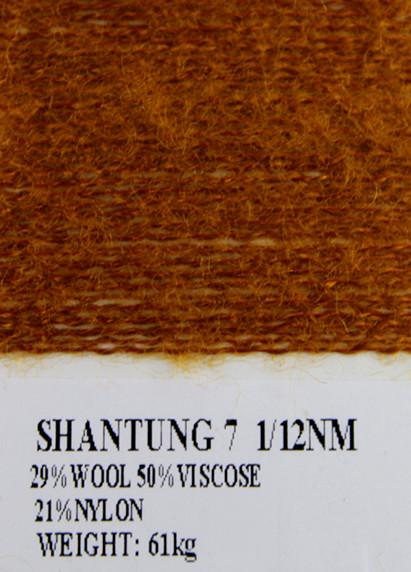 SHANTUNG 7 1/12NM
29%WOOL 50%VISCOSE
21%NYLON
WEIGHT: 61kg